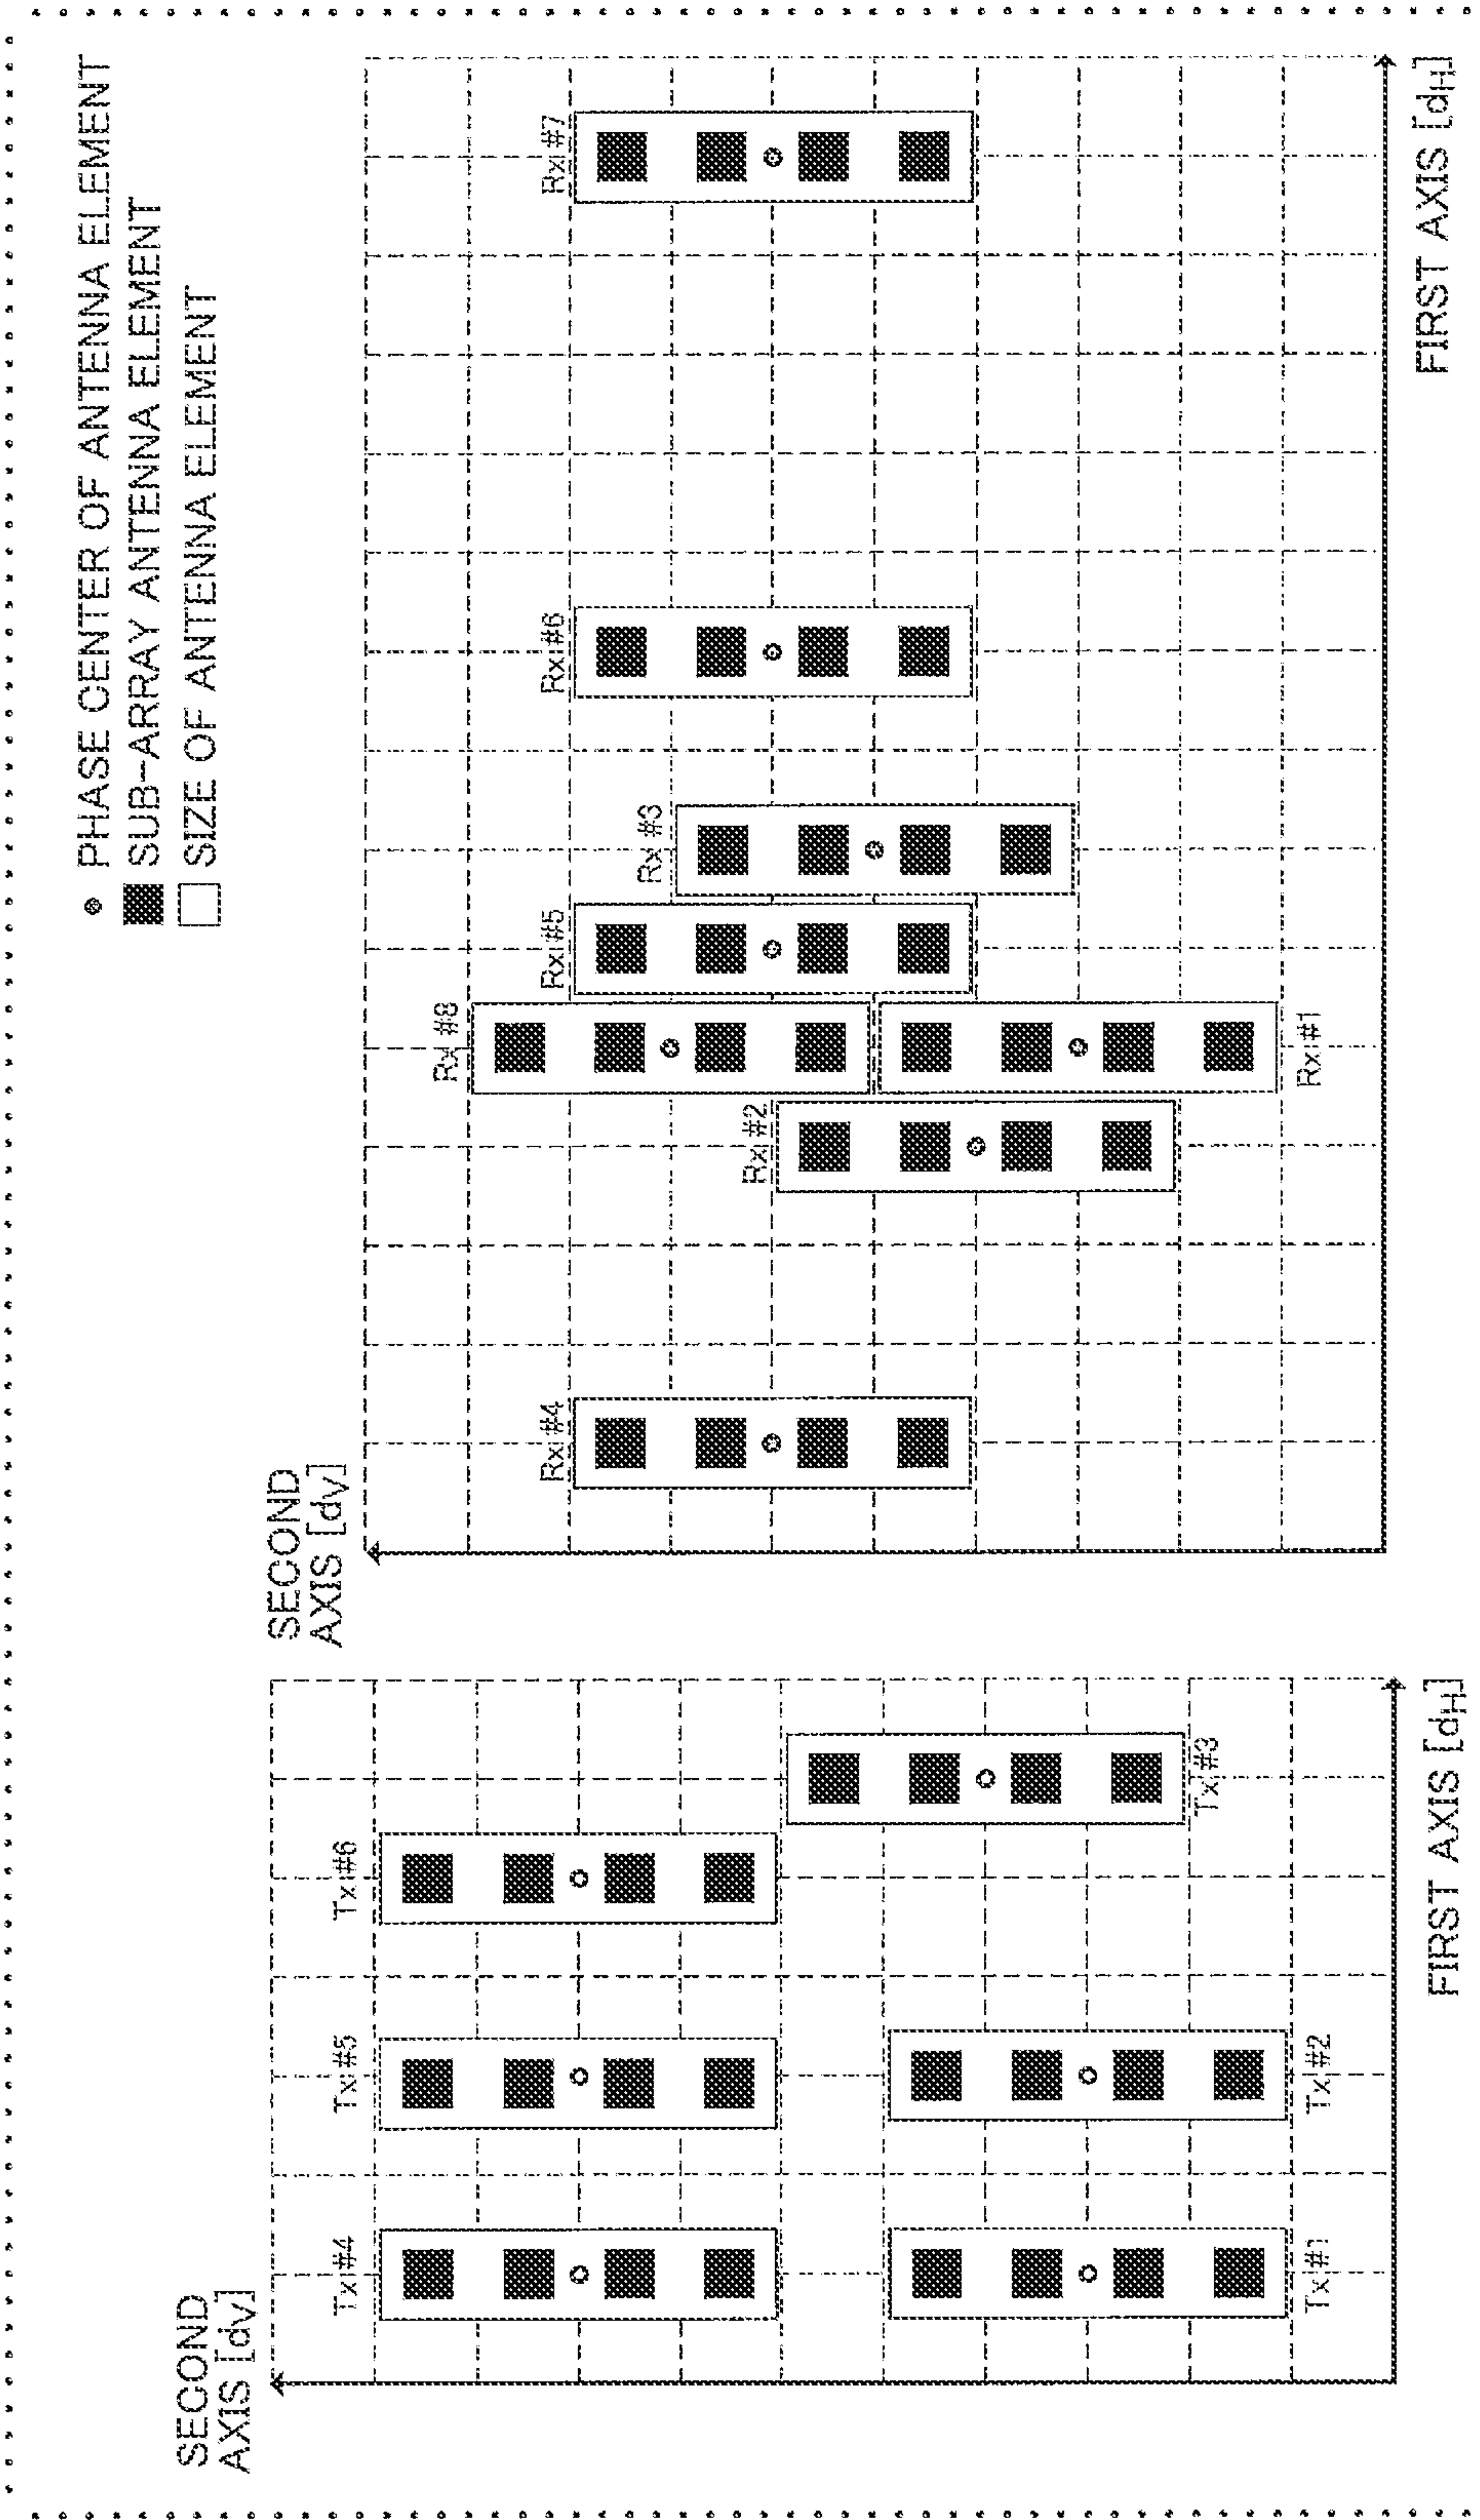 PHASE CENTER OF ANTENNA ELEMENT
SUB-ARRAY ANTENNA ELEMENT
SIZE OF ANTENNA ELEMENT
SECOND
AXIS [dV]
Tx #4
Tx #5
Tx #6
Tx #1
Tx #2
Tx #3
FIRST AXIS [dH]
SECOND
AXIS [dV]
Rx #4
Rx #2
Rx #8
Rx #5
Rx #3
Rx #6
Rx #7
Rx #1
FIRST AXIS [dH]